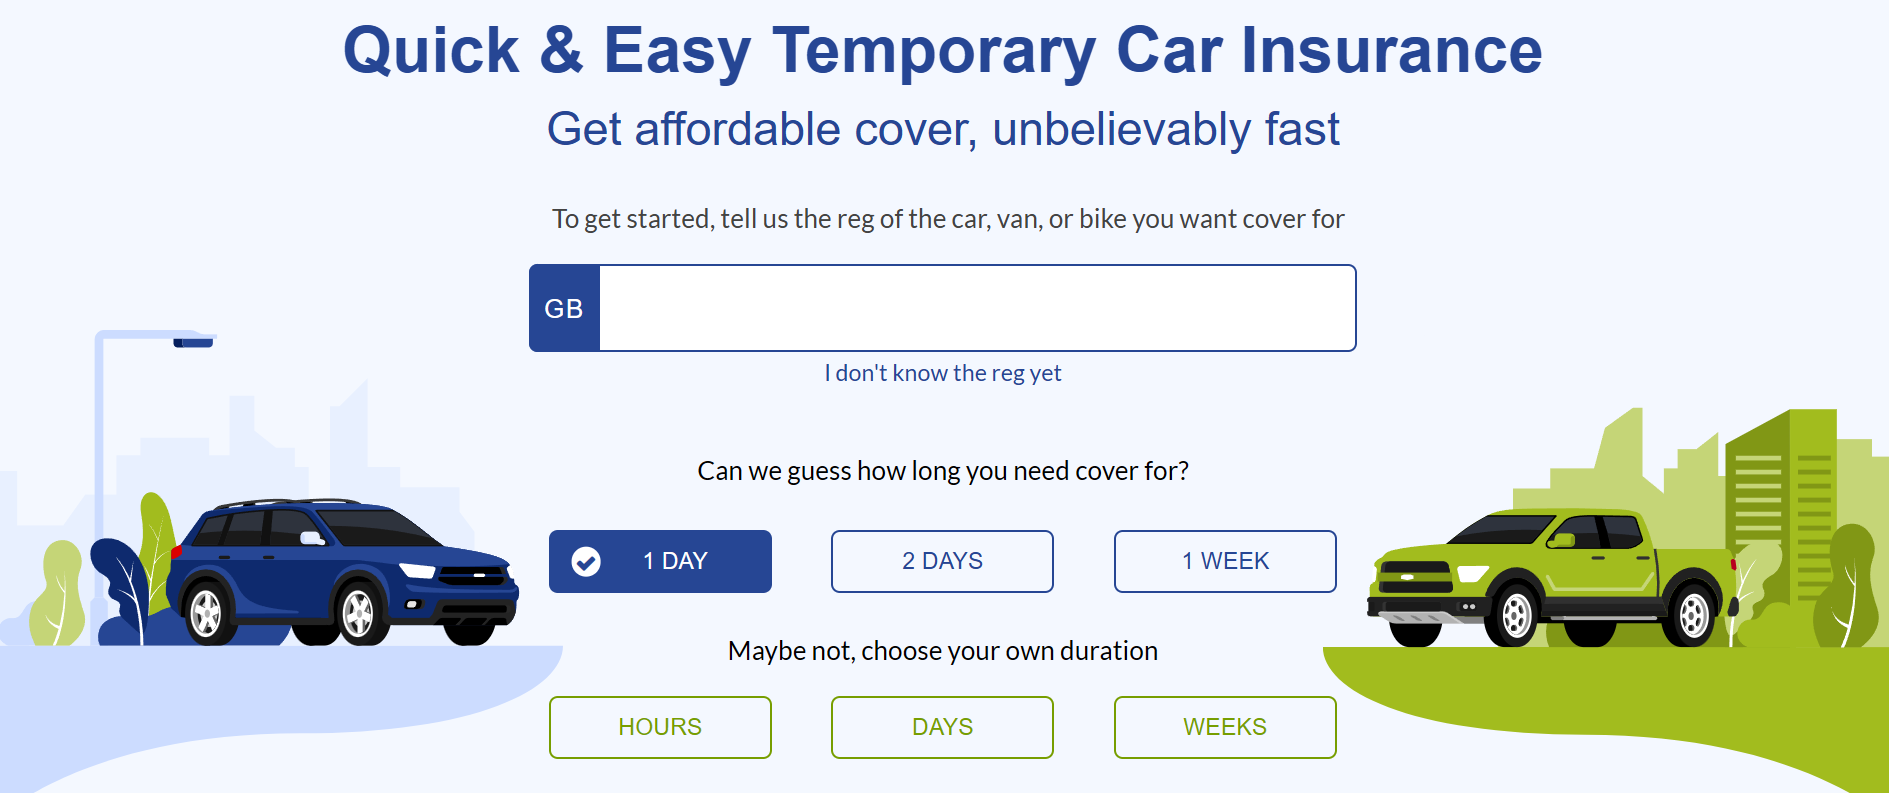 Quick & Easy Temporary Car Insurance
Get affordable cover, unbelievably fast
To get started, tell us the reg of the car, van, or bike you want cover for
GB
I don't know the reg yet
Can we guess how long you need cover for?
1 DAY
2 DAYS
1 WEEK
Maybe not, choose your own duration
HOURS
DAYS
WEEKS